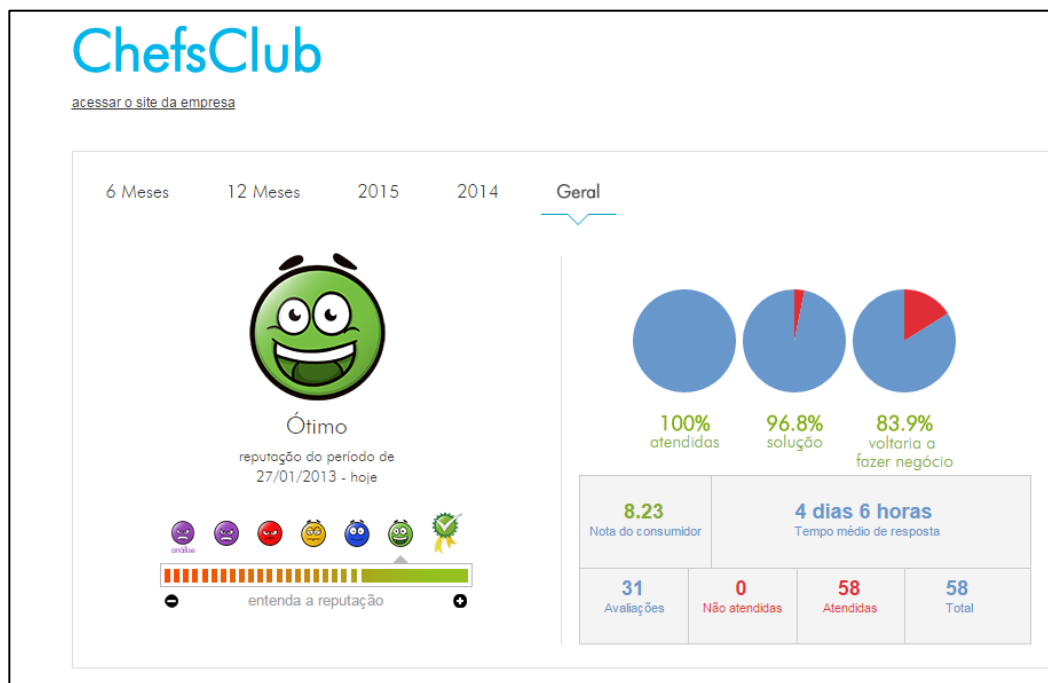 ChefsClub
acessar o site da empresa
6 Meses 12 Meses 2015 2014 Geral
Ótimo
reputação do período de
27/01/2013 - hoje
análise
entenda a reputação
100%
atendidas
96.8%
solução
83.9%
voltaria a
fazer negócio
8.23
Nota do consumidor
4 dias 6 horas
Tempo médio de resposta
31
Avaliações
0
Não atendidas
58
Atendidas
58
Total